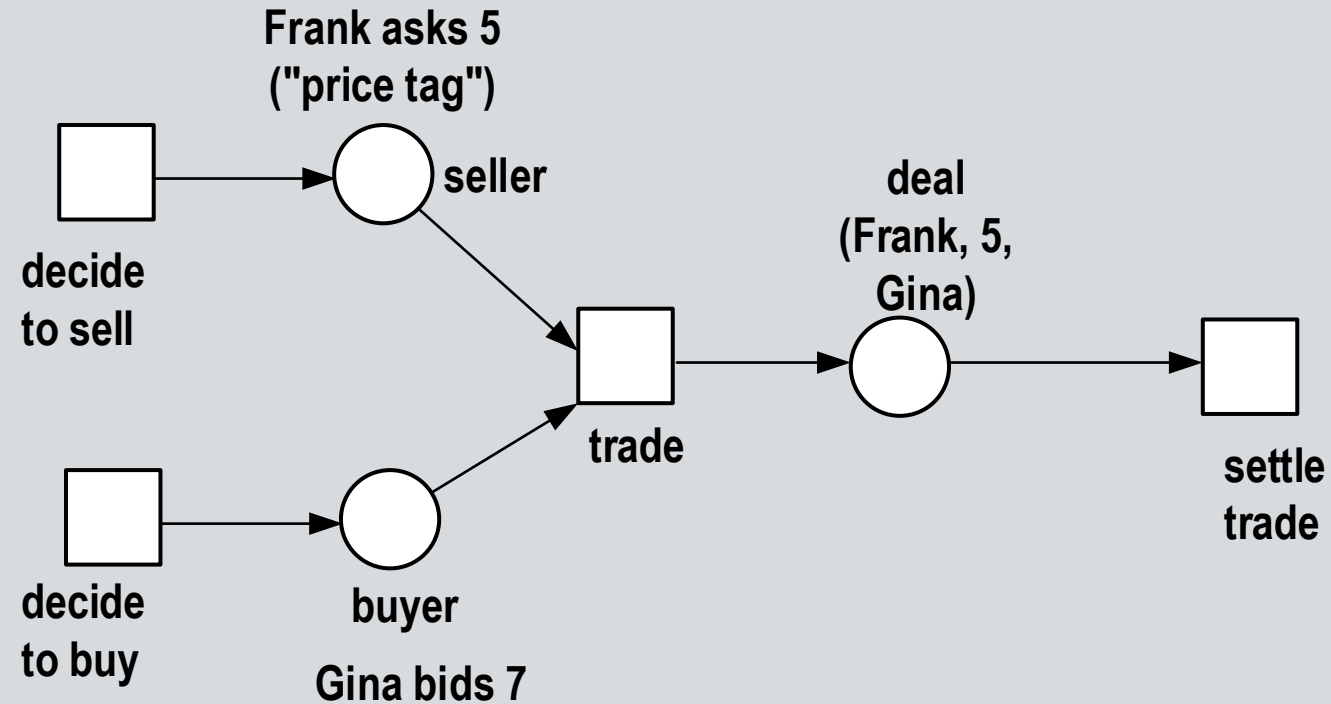 Frank asks 5
("price tag")
seller
decide
to sell
deal
(Frank, 5,
Gina)
trade
settle
trade
decide
to buy
buyer
Gina bids 7